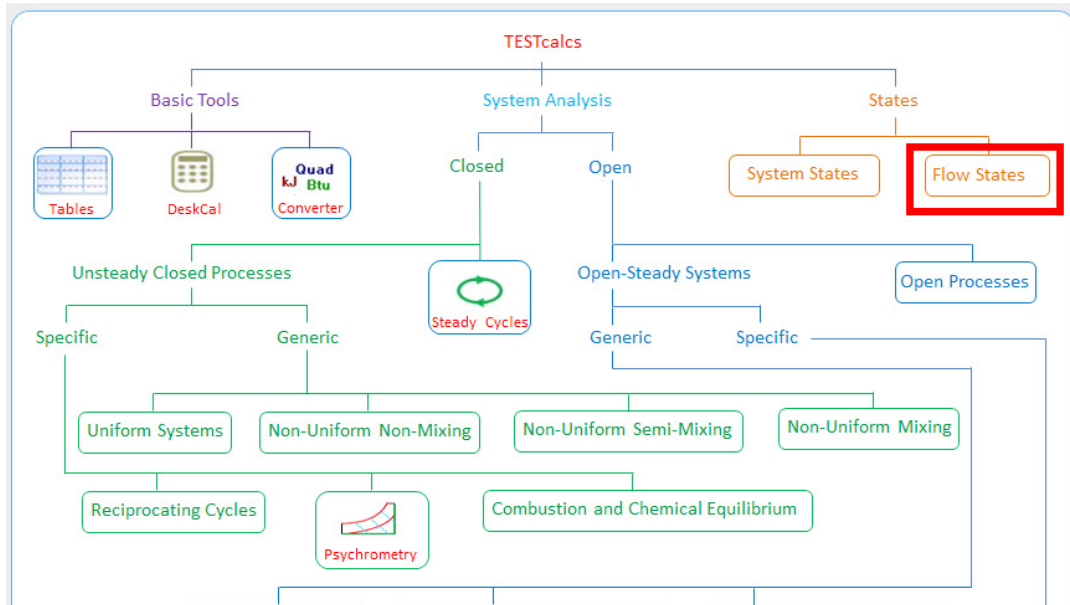 TESTcalcs
Basic Tools
System Analysis
States
Tables
DeskCal
Quad
kJ Btu
Converter
Closed
Open
System States
Flow States
Unsteady Closed Processes
Steady Cycles
Open-Steady Systems
Open Processes
Specific
Generic
Generic
Specific
Uniform Systems
Non-Uniform Non-Mixing
Non-Uniform Semi-Mixing
Non-Uniform Mixing
Reciprocating Cycles
Psychrometry
Combustion and Chemical Equilibrium